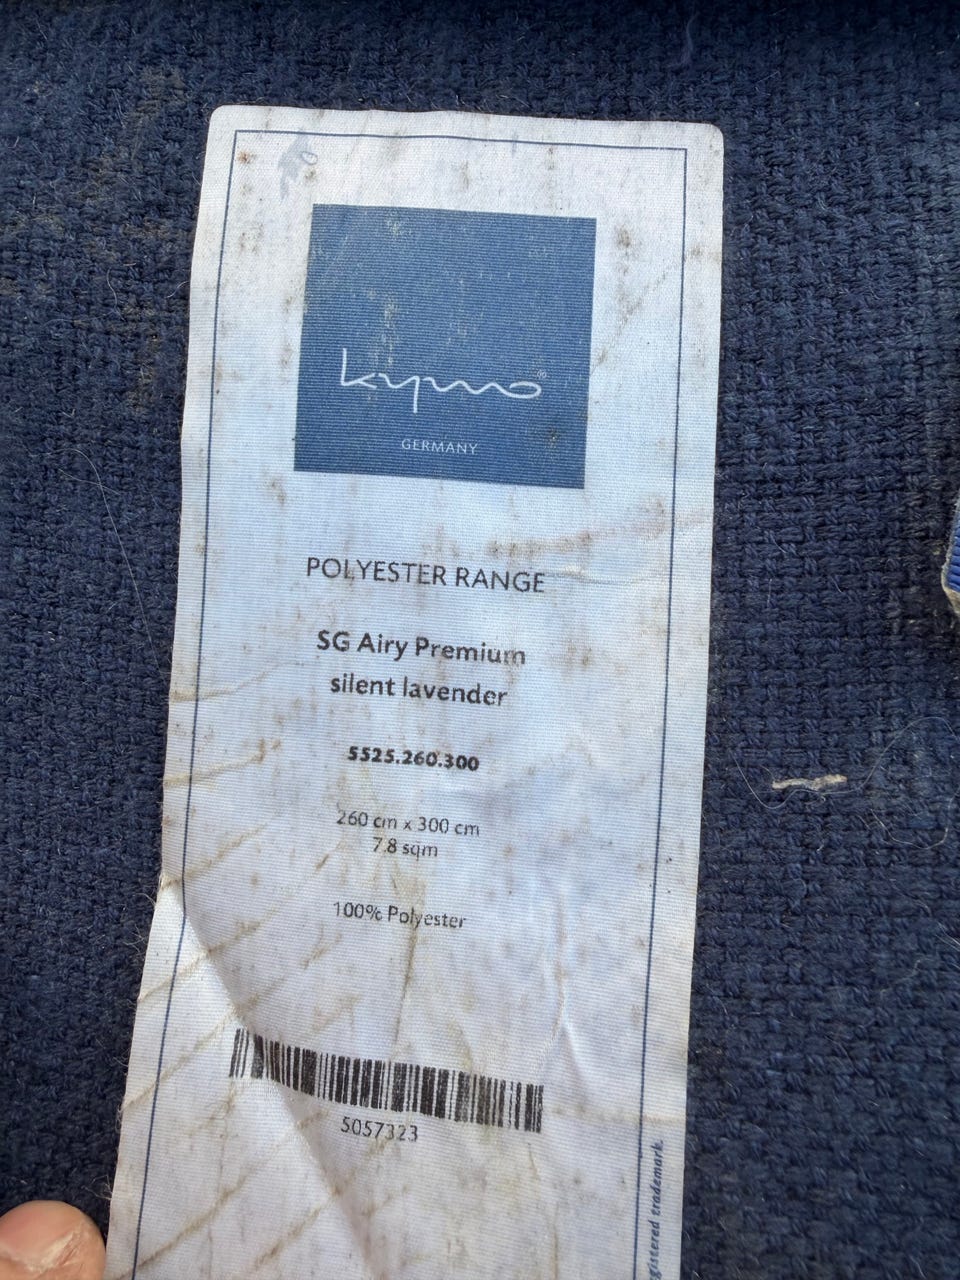 kymo®
GERMANY
POLYESTER RANGE
SG Airy Premium
silent lavender
5525.260.300
260 cm x 300 cm
7.8 sqm
100% Polyester
5057323
trademark